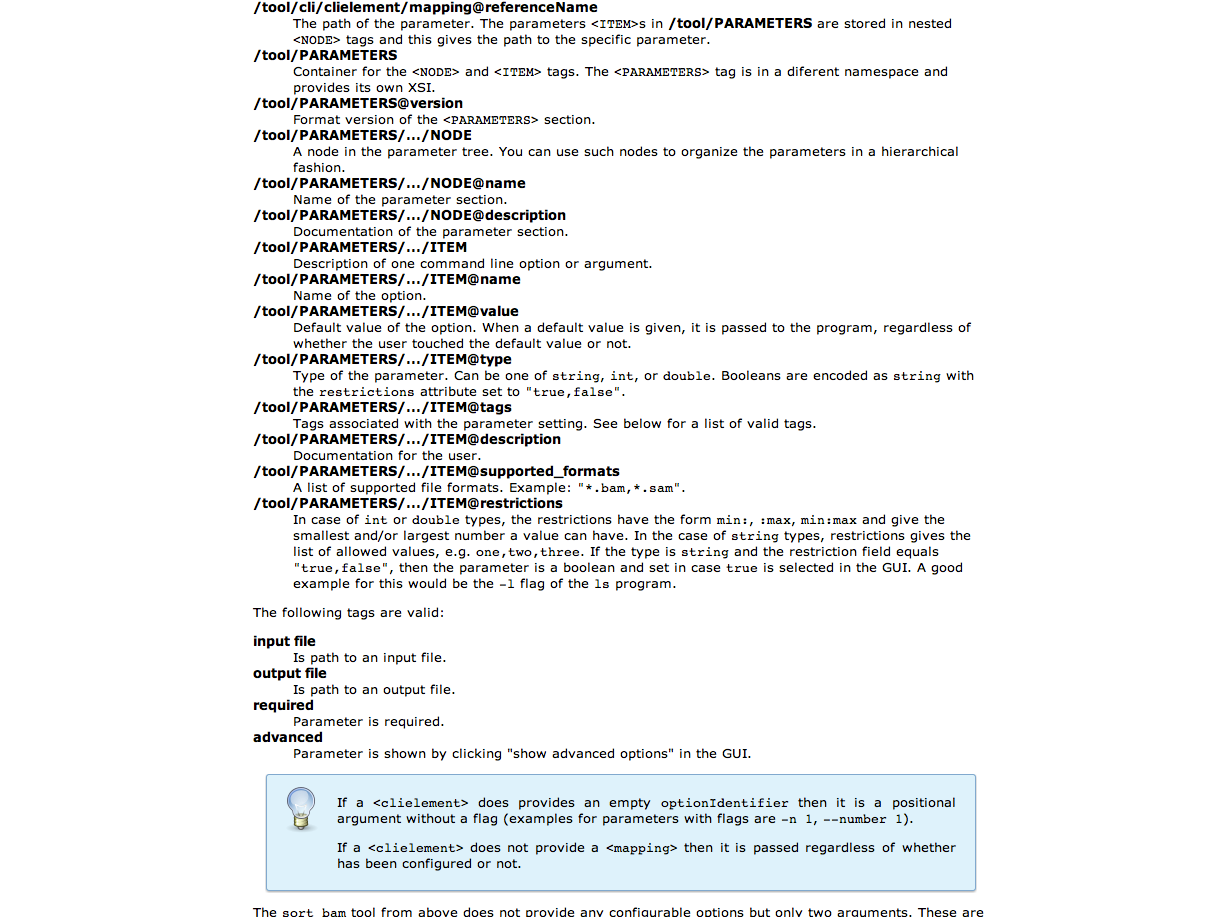 /tool/cli/clielement/mapping@referenceName
The path of the parameter. The parameters <ITEM>s in /tool/PARAMETERS are stored in nested
<NODE> tags and this gives the path to the specific parameter.
/tool/PARAMETERS
Container for the <NODE> and <ITEM> tags. The <PARAMETERS> tag is in a diferent namespace and
provides its own XSI.
/tool/PARAMETERS@version
Format version of the <PARAMETERS> section.
/tool/PARAMETERS/.../NODE
A node in the parameter tree. You can use such nodes to organize the parameters in a hierarchical
fashion.
/tool/PARAMETERS/.../NODE@name
Name of the parameter section.
/tool/PARAMETERS/.../NODE@description
Documentation of the parameter section.
/tool/PARAMETERS/.../ITEM
Description of one command line option or argument.
/tool/PARAMETERS/.../ITEM@name
Name of the option.
/tool/PARAMETERS/.../ITEM@value
Default value of the option. When a default value is given, it is passed to the program, regardless of
whether the user touched the default value or not.
/tool/PARAMETERS/.../ITEM@type
Type of the parameter. Can be one of string, int, or double. Booleans are encoded as string with
the restrictions attribute set to "true,false".
/tool/PARAMETERS/.../ITEM@tags
Tags associated with the parameter setting. See below for a list of valid tags.
/tool/PARAMETERS/.../ITEM@description
Documentation for the user.
/tool/PARAMETERS/.../ITEM@supported_formats
A list of supported file formats. Example: "*.bam,*.sam".
/tool/PARAMETERS/.../ITEM@restrictions
In case of int or double types, the restrictions have the form min:, :max, min:max and give the
smallest and/or largest number a value can have. In the case of string types, restrictions gives the
list of allowed values, e.g. one,two,three. If the type is string and the restriction field equals
"true,false", then the parameter is a boolean and set in case true is selected in the GUI. A good
example for this would be the -l flag of the ls program.
The following tags are valid:
input file
Is path to an input file.
output file
Is path to an output file.
required
Parameter is required.
advanced
Parameter is shown by clicking "show advanced options" in the GUI.
If a <clielement> does provides an empty optionIdentifier then it is a positional
argument without a flag (examples for parameters with flags are -n 1, --number 1).
If a <clielement> does not provide a <mapping> then it is passed regardless of whether
has been configured or not.
The sort_bam tool from above does not provide any configurable options but only two arguments. These are